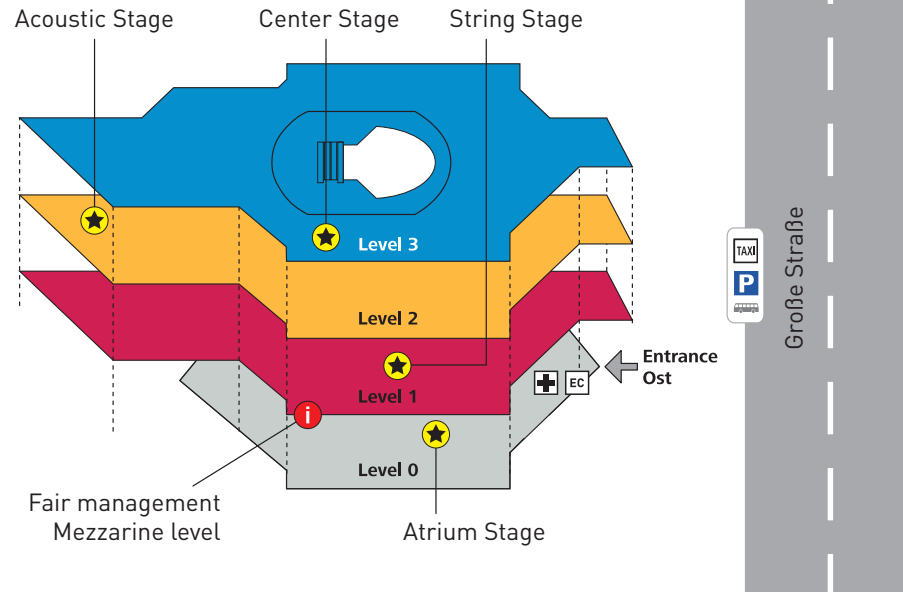 Acoustic Stage
Center Stage
String Stage
Level 3
TAXI
P
Große Straße
Level 2
Entrance
Ost
EC
Level 1
i
Level 0
Fair management
Mezzarine level
Atrium Stage